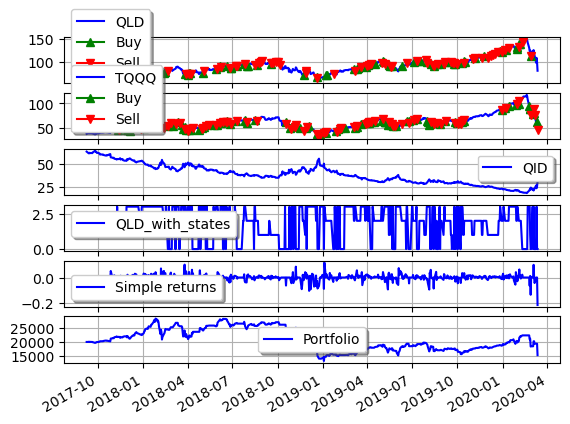 QLD
Buy
Sell
150
100
TQQQ
Buy
Sell
100
50
QID
50
25
QLD_with_states
2.5
0.0
Simple returns
0.0
−0.2
Portfolio
25000
20000
15000
2017-10 2018-01 2018-04 2018-07 2018-10 2019-01 2019-04 2019-07 2019-10 2020-01 2020-04